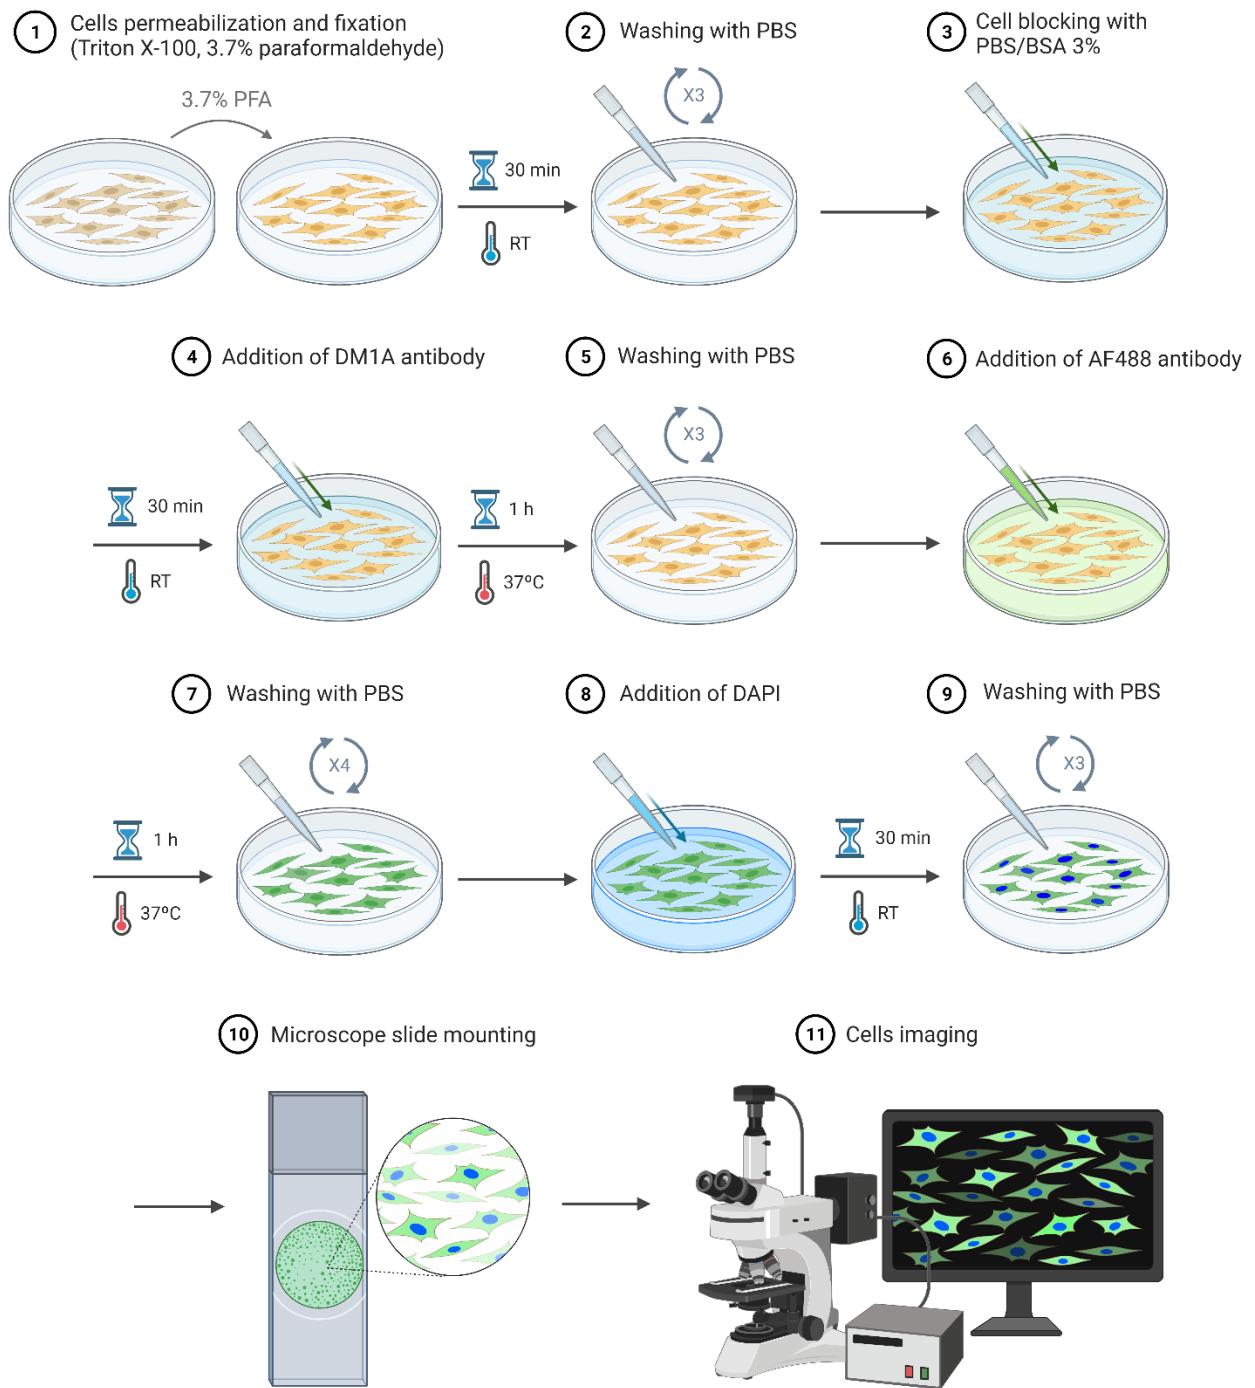 1 Cells permeabilization and fixation
(Triton X-100, 3.7% paraformaldehyde)
3.7% PFA
30 min
RT
2 Washing with PBS
X3
3 Cell blocking with
PBS/BSA 3%
30 min
RT
4 Addition of DM1A antibody
1 h
37ºC
5 Washing with PBS
X3
6 Addition of AF488 antibody
1 h
37ºC
7 Washing with PBS
X4
8 Addition of DAPI
30 min
RT
9 Washing with PBS
X3
10 Microscope slide mounting
11 Cells imaging